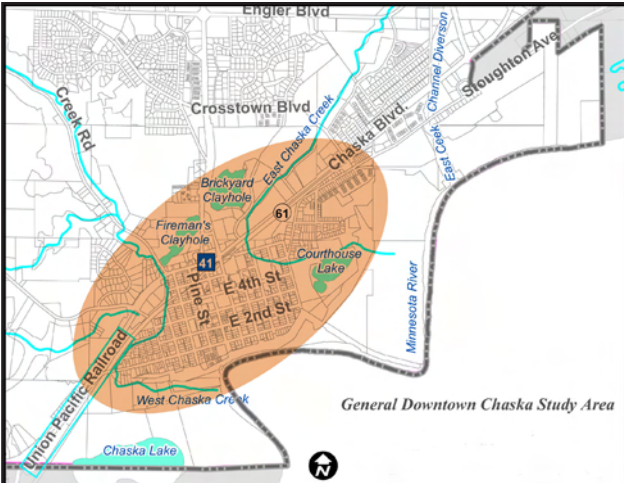 Engler Blvd
Creek Rd
Crosstown Blvd
Stoughton Ave
East Ceek Channel Diverson
Chaska Blvd.
East Chaska Creek
Brickyard
Clayhole
61
Fireman's
Clayhole
41
Courthouse
Lake
Pine St
E 4th St
E 2nd St
Minnesota River
Union Pacific Railroad
West Chaska Creek
General Downtown Chaska Study Area
Chaska Lake
N